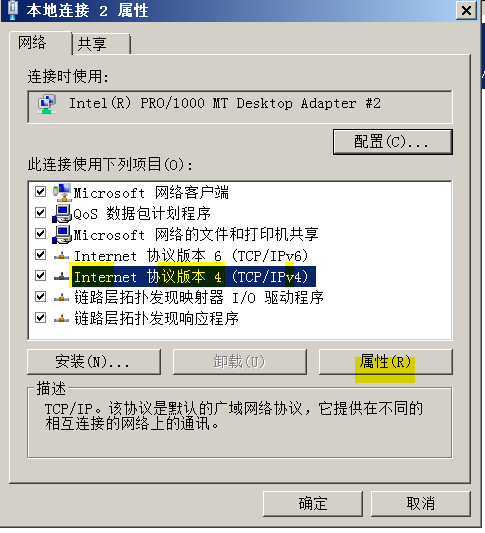 本地连接 2 属性
网络 共享
连接时使用:
Intel(R) PRO/1000 MT Desktop Adapter #2
配置(C)...
此连接使用下列项目(O):
Microsoft 网络客户端
QoS 数据包计划程序
Microsoft 网络的文件和打印机共享
Internet 协议版本 6 (TCP/IPv6)
Internet 协议版本 4 (TCP/IPv4)
链路层拓扑发现映射器 I/O 驱动程序
链路层拓扑发现响应程序
安装(N)... 卸载(U) 属性(R)
描述
TCP/IP。该协议是默认的广域网络协议，它提供在不同的
相互连接的网络上的通讯。
确定 取消